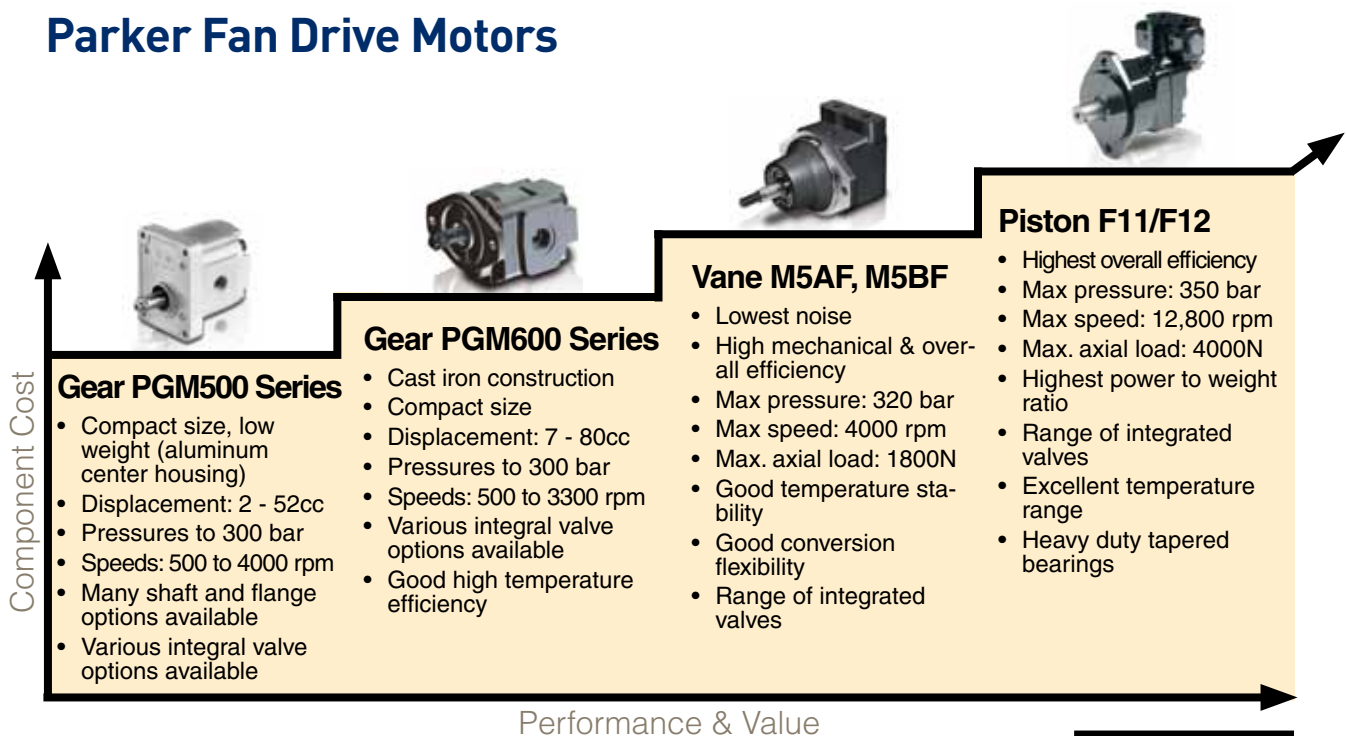 Parker Fan Drive Motors
Component Cost
Gear PGM500 Series
• Compact size, low
weight (aluminum
center housing)
• Displacement: 2 - 52cc
• Pressures to 300 bar
• Speeds: 500 to 4000 rpm
• Many shaft and flange
options available
• Various integral valve
options available
Gear PGM600 Series
• Cast iron construction
• Compact size
• Displacement: 7 - 80cc
• Pressures to 300 bar
• Speeds: 500 to 3300 rpm
• Various integral valve
options available
• Good high temperature
efficiency
Vane M5AF, M5BF
• Lowest noise
• High mechanical & over-
all efficiency
• Max pressure: 320 bar
• Max speed: 4000 rpm
• Max. axial load: 1800N
• Good temperature sta-
bility
• Good conversion
flexibility
• Range of integrated
valves
Piston F11/F12
• Highest overall efficiency
• Max pressure: 350 bar
• Max speed: 12,800 rpm
• Max. axial load: 4000N
• Highest power to weight
ratio
• Range of integrated
valves
• Excellent temperature
range
• Heavy duty tapered
bearings
Performance & Value